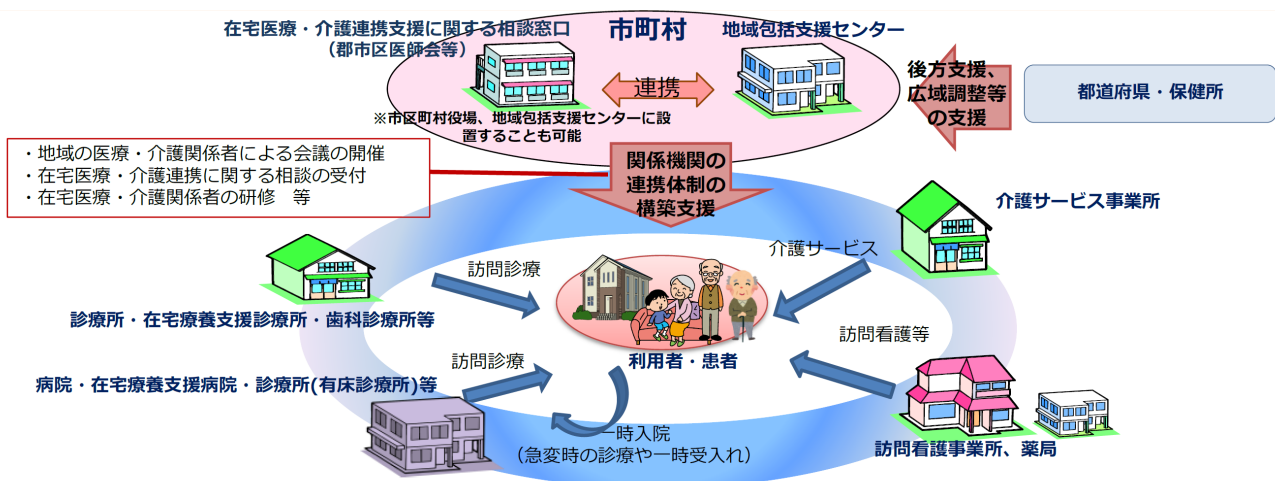 在宅医療・介護連携支援に関する相談窓口
（郡市区医師会等）
市町村
地域包括支援センター
連携
※市区町村役場、地域包括支援センターに設
置することも可能
後方支援、
広域調整等
の支援
都道府県・保健所
・地域の医療・介護関係者による会議の開催
・在宅医療・介護連携に関する相談の受付
・在宅医療・介護関係者の研修　等
関係機関の
連携体制の
構築支援
介護サービス事業所
介護サービス
訪問診療
診療所・在宅療養支援診療所・歯科診療所等
利用者・患者
訪問看護等
訪問診療
病院・在宅療養支援病院・診療所(有床診療所)等
一時入院
（急変時の診療や一時受入れ）
訪問看護事業所、薬局